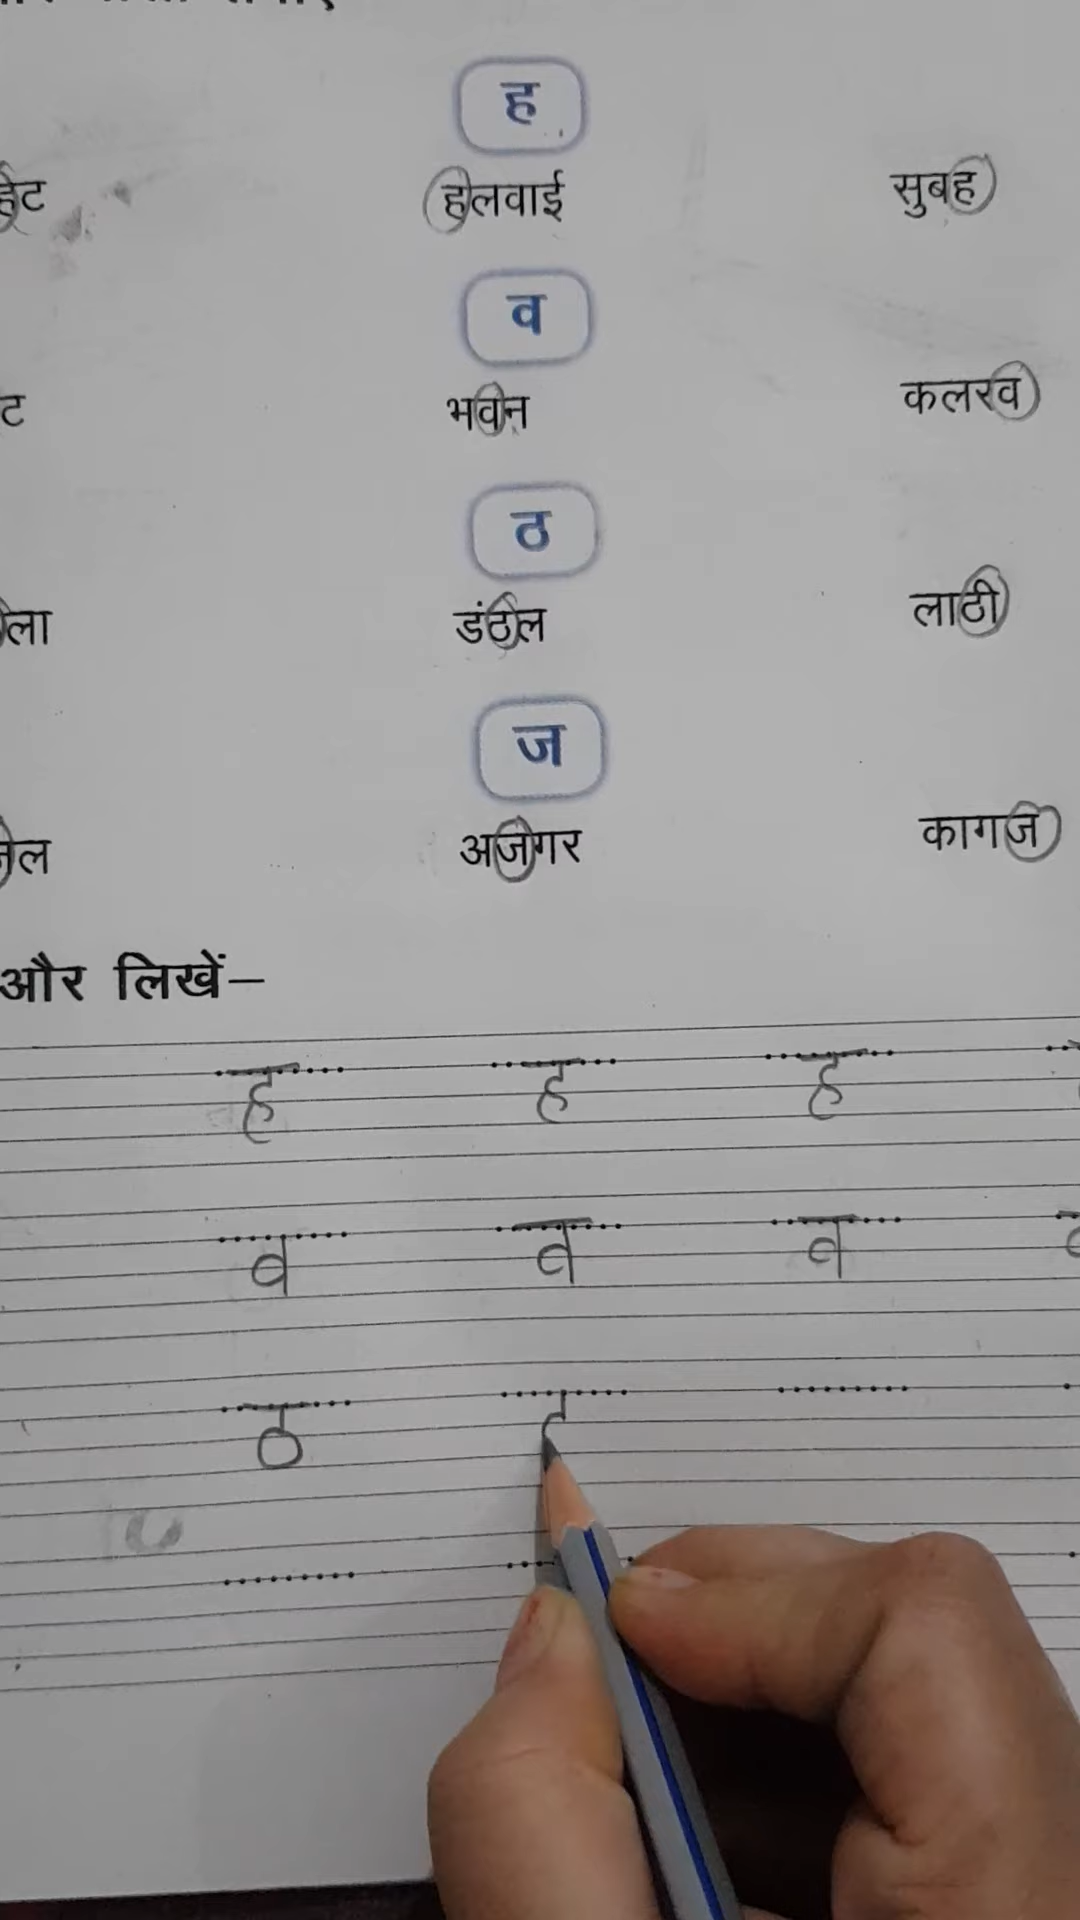 ह
हलवाई सुबह
व
भवन कलरव
ठ
डंठल लाठी
ज
अजगर कागज
और लिखें–
ह ह ह
व व व
ठ